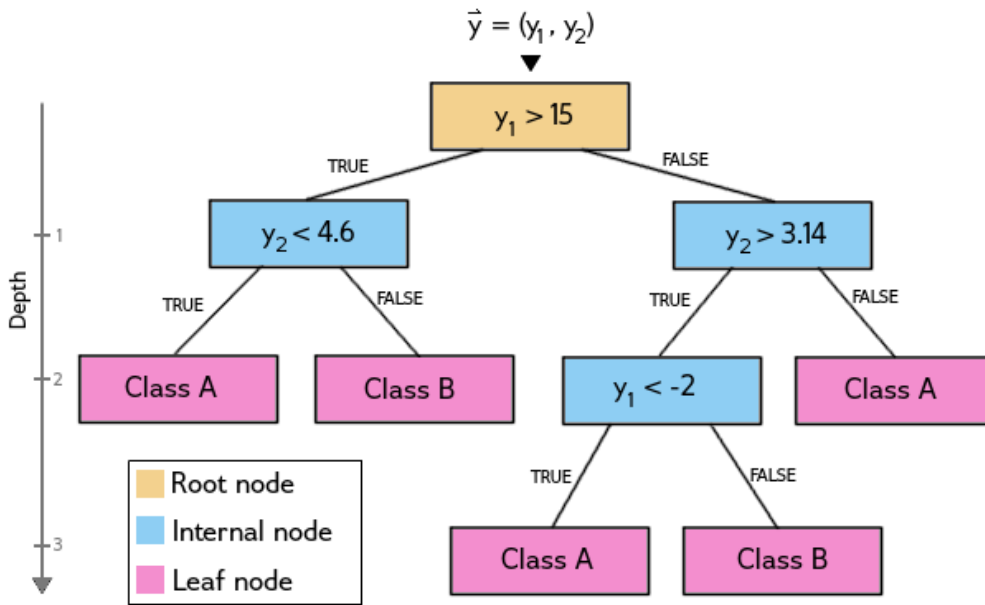 y⃗ = (y₁ , y₂)
y₁ > 15
TRUE
FALSE
y₂ < 4.6
y₂ > 3.14
1
TRUE
FALSE
TRUE
FALSE
Depth
Class A
Class B
y₁ < -2
Class A
2
TRUE
FALSE
Root node
Internal node
Leaf node
3
Class A
Class B